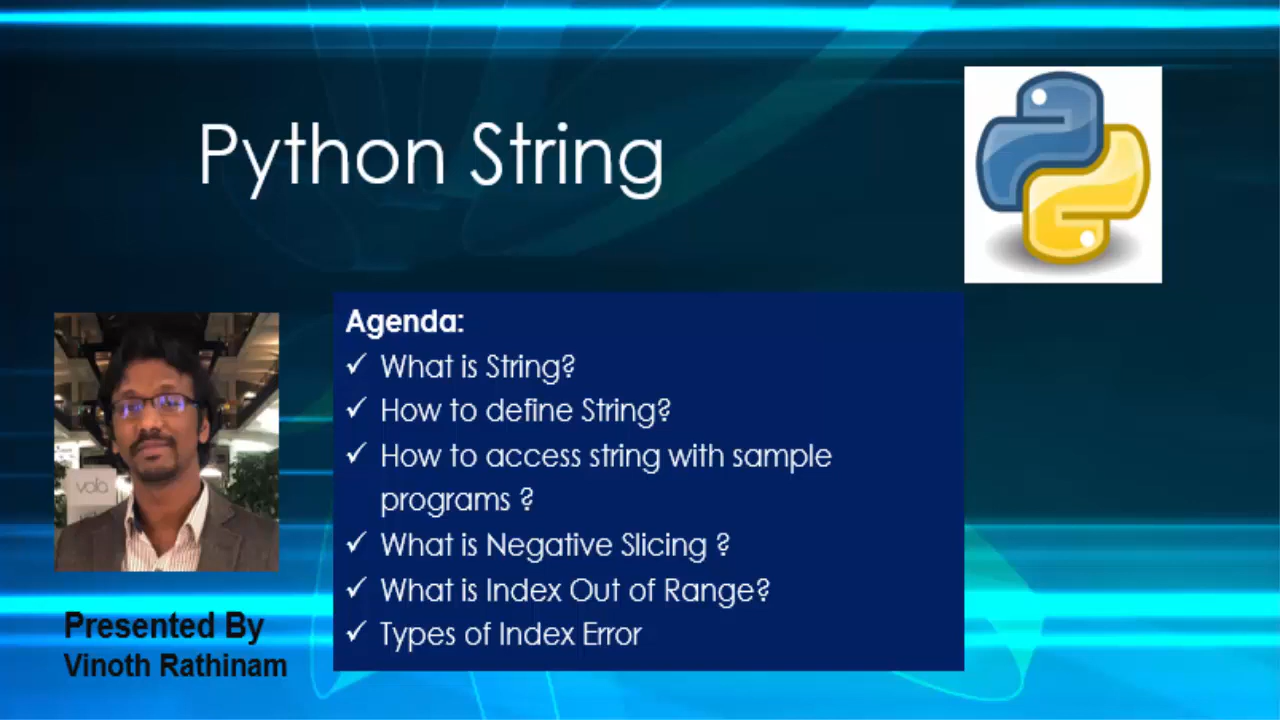 Python String
Agenda:
✓ What is String?
✓ How to define String?
✓ How to access string with sample
programs ?
✓ What is Negative Slicing ?
✓ What is Index Out of Range?
✓ Types of Index Error
vola
Presented By
Vinoth Rathinam